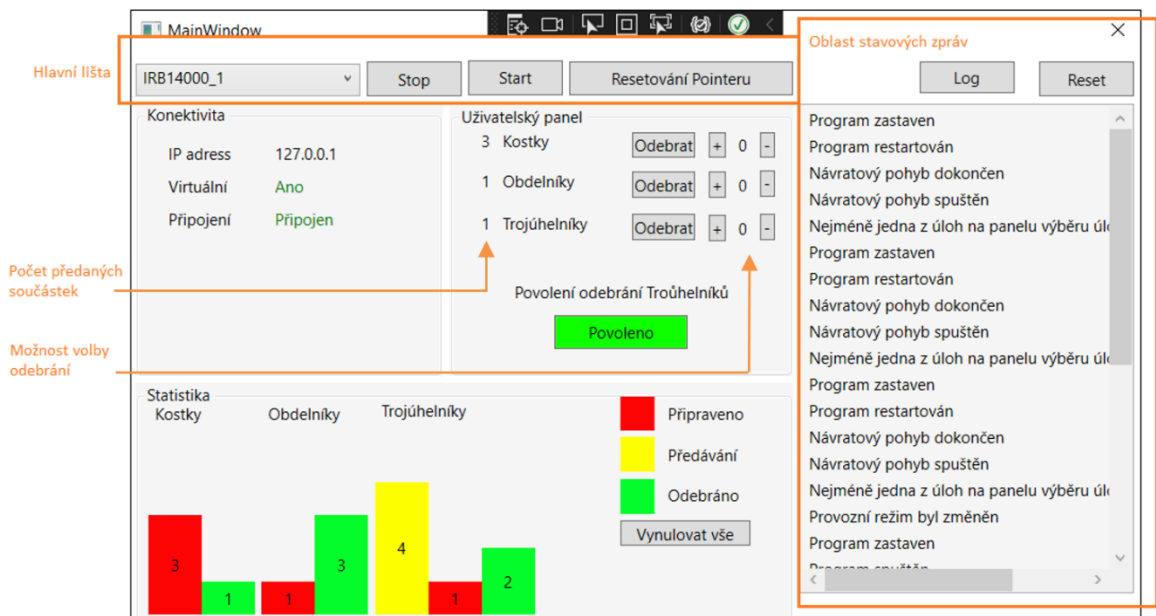 MainWindow
Oblast stavových zpráv
Hlavní lišta
IRB14000_1
Stop
Start
Resetování Pointeru
Log
Reset
Konektivita
IP adress 127.0.0.1
Virtuální Ano
Připojení Připojen
Uživatelský panel
3 Kostky Odebrat + 0 -
1 Obdelníky Odebrat + 0 -
1 Trojúhelníky Odebrat + 0 -
Povolení odebrání Troůhelníků
Povoleno
Počet předaných
součástek
Možnost volby
odebrání
Program zastaven
Program restartován
Návratový pohyb dokončen
Návratový pohyb spuštěn
Nejméně jedna z úloh na panelu výběru úlo
Program zastaven
Program restartován
Návratový pohyb dokončen
Návratový pohyb spuštěn
Nejméně jedna z úloh na panelu výběru úlo
Program zastaven
Program restartován
Návratový pohyb dokončen
Návratový pohyb spuštěn
Nejméně jedna z úloh na panelu výběru úlo
Provozní režim byl změněn
Program zastaven
Program spuštěn
Statistika
Kostky Obdelníky Trojúhelníky
Připraveno
Předávání
Odebráno
Vynulovat vše
3 1 1 3 4 1 2